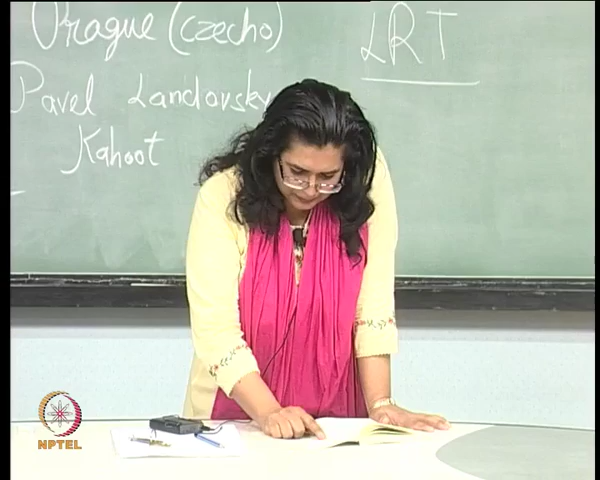 Prague (Czecho)
Pavel Landovsky
Kahoot
LRT
NPTEL